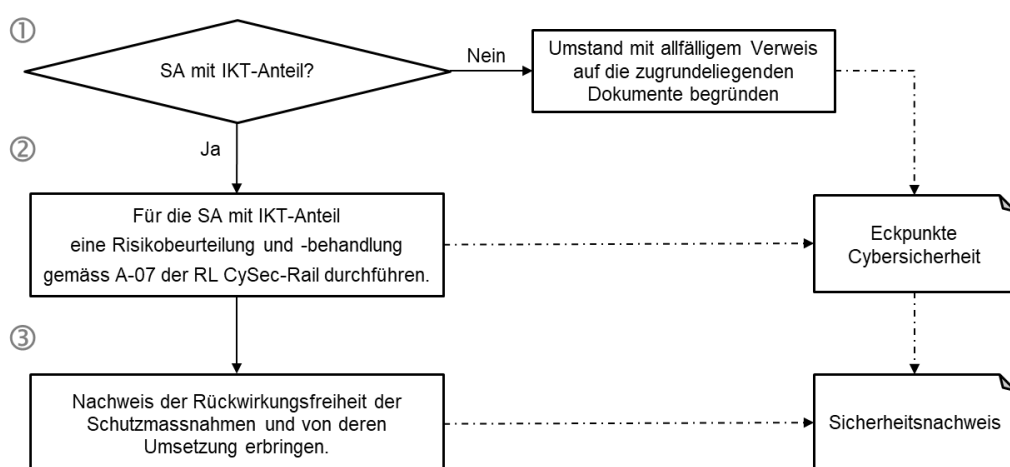 ①
SA mit IKT-Anteil?
Nein
Umstand mit allfälligem Verweis
auf die zugrundeliegenden
Dokumente begründen
②
Ja
Für die SA mit IKT-Anteil
eine Risikobeurteilung und -behandlung
gemäss A-07 der RL CySec-Rail durchführen.
Eckpunkte
Cybersicherheit
③
Nachweis der Rückwirkungsfreiheit der
Schutzmassnahmen und von deren
Umsetzung erbringen.
Sicherheitsnachweis